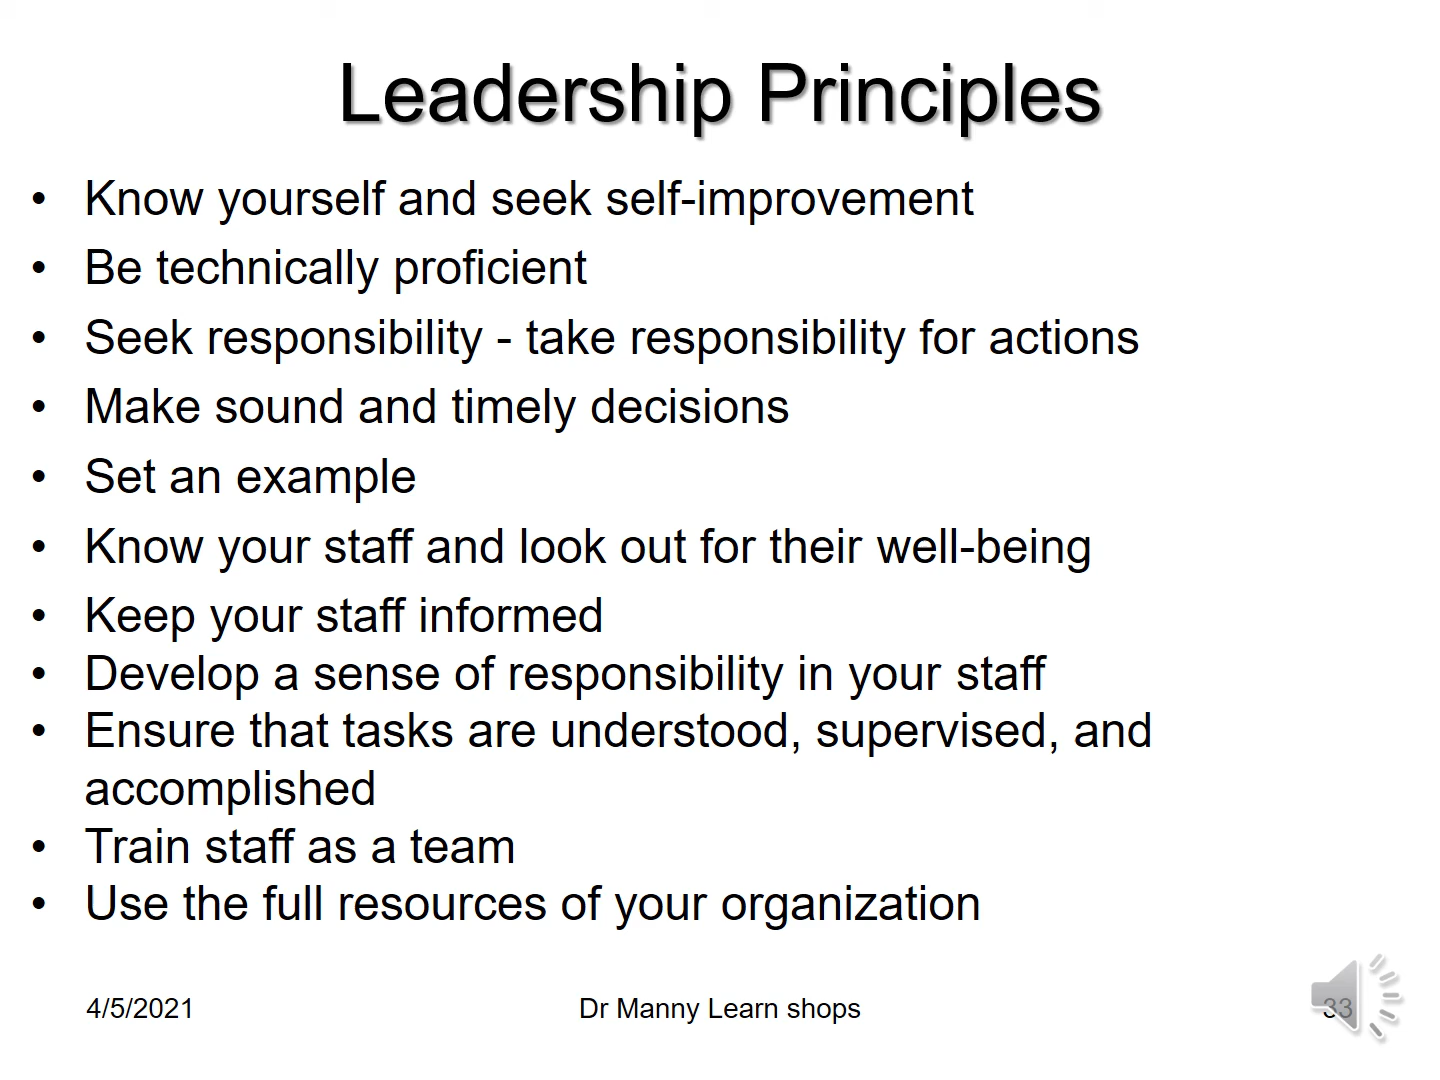 Leadership Principles
• Know yourself and seek self-improvement
• Be technically proficient
• Seek responsibility - take responsibility for actions
• Make sound and timely decisions
• Set an example
• Know your staff and look out for their well-being
• Keep your staff informed
• Develop a sense of responsibility in your staff
• Ensure that tasks are understood, supervised, and
accomplished
• Train staff as a team
• Use the full resources of your organization
4/5/2021
Dr Manny Learn shops
33